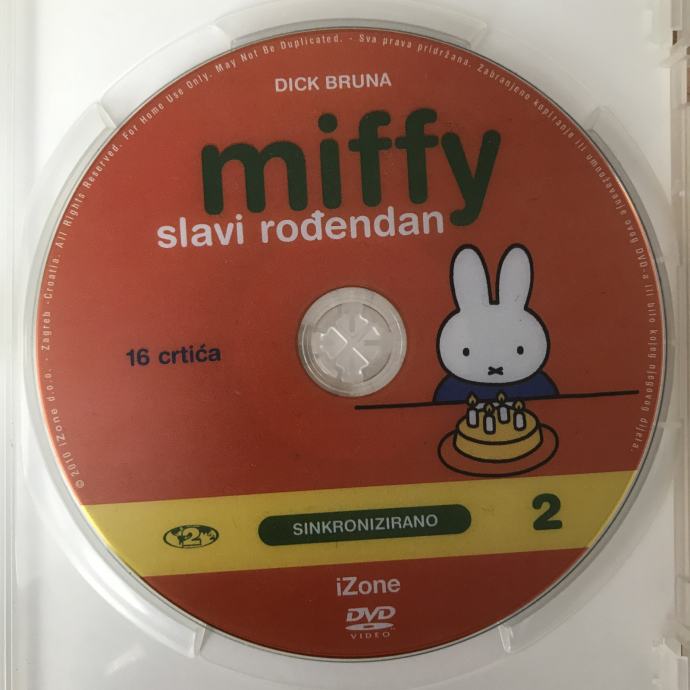 © 2010 iZone d.o.o. - Zagreb - Croatia. All Rights Reserved. For Home Use Only. May Not Be Duplicated. - Sva prava pridržana. Zabranjeno kopiranje ili umnožavanje ovog DVD-a ili bilo kojeg njegovog dijela.
DICK BRUNA
miffy
slavi rođendan
16 crtića
2
SINKRONIZIRANO
2
iZone
DVD
VIDEO